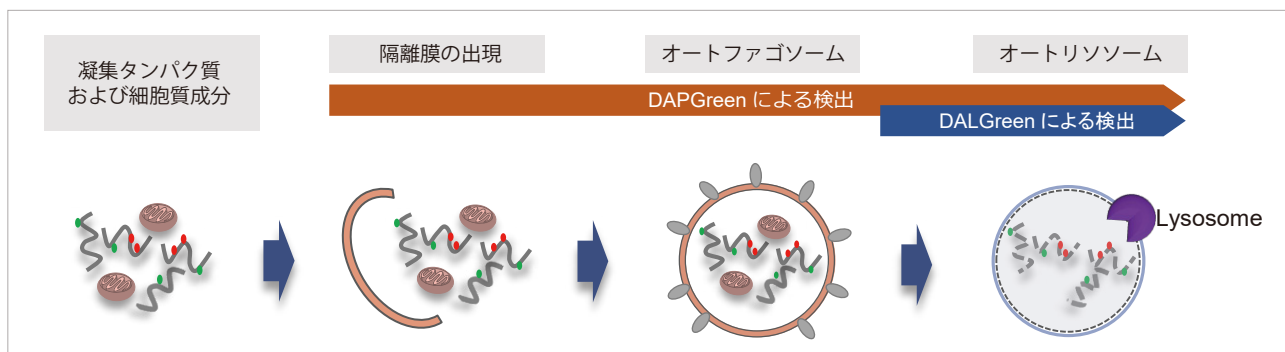 凝集タンパク質
および細胞質成分
隔離膜の出現
オートファゴソーム
オートリソソーム
DAPGreen による検出
DALGreen による検出
Lysosome